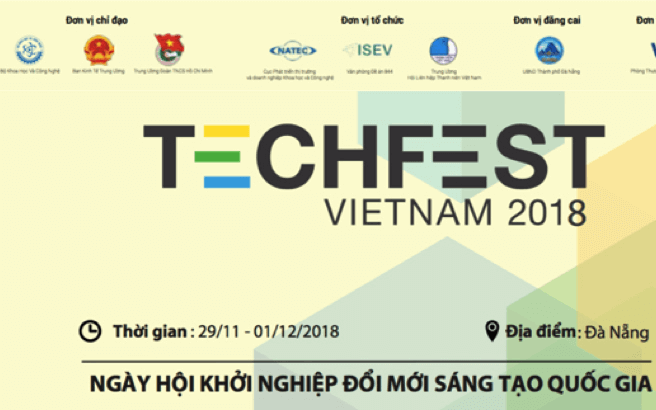 Đơn vị chỉ đạo
Đơn vị tổ chức
Đơn vị đăng cai
Đơn
Bộ Khoa Học Và Công Nghệ
Ban Kinh Tế Trung Ương
Trung Ương Đoàn TNCS Hồ Chí Minh
NATEC
Cục Phát triển thị trường
và doanh nghiệp Khoa học và Công nghệ
ISEV
Văn phòng Đề án 844
Trung Ương
Hội Liên hiệp Thanh niên Việt Nam
UBND Thành phố Đà Nẵng
TECHFEST
VIETNAM 2018
Thời gian : 29/11 - 01/12/2018
Địa điểm: Đà Nẵng
NGÀY HỘI KHỞI NGHIỆP ĐỔI MỚI SÁNG TẠO QUỐC GIA